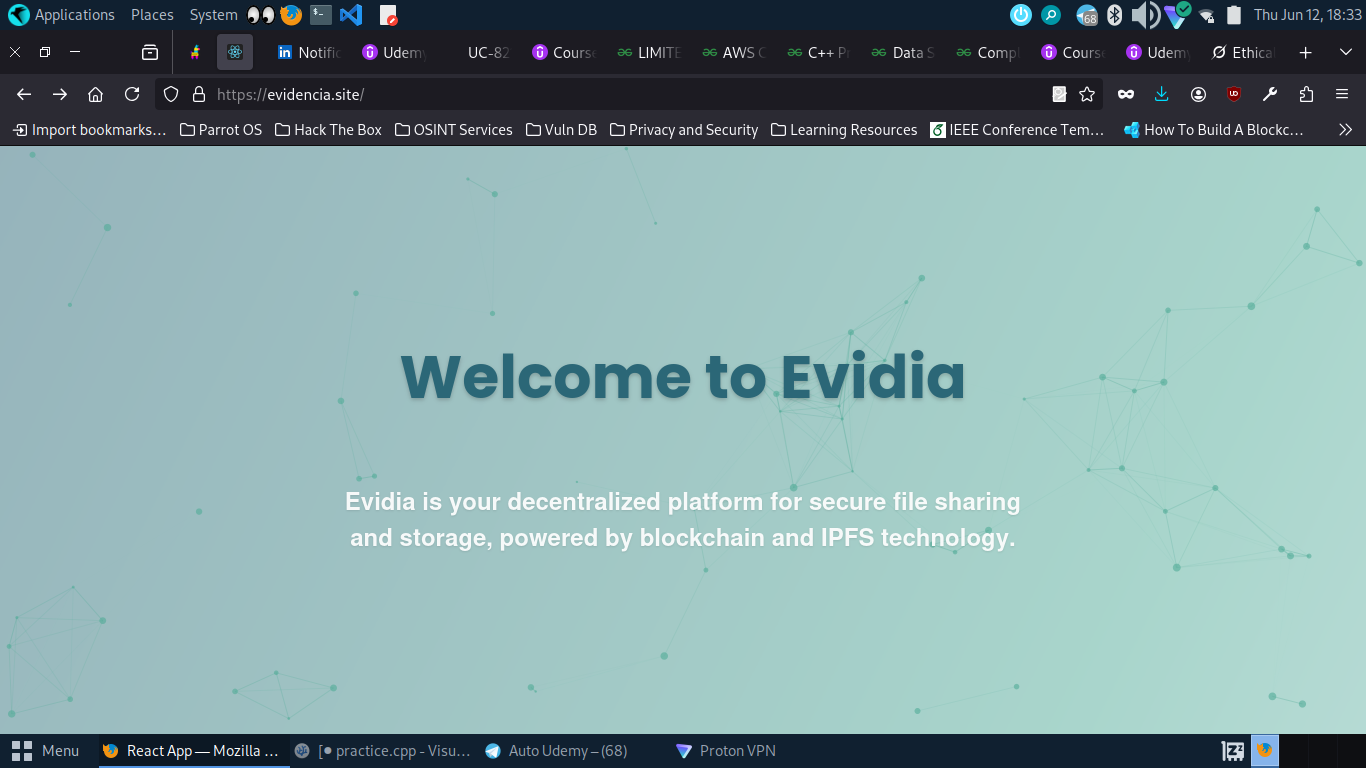 Applications Places System Thu Jun 12, 18:33
68
Notific Udemy UC-82 Course LIMITE AWS C C++ Pr Data S Compl Course Udemy Ethical
https://evidencia.site/
Import bookmarks... Parrot OS Hack The Box OSINT Services Vuln DB Privacy and Security Learning Resources IEEE Conference Tem... How To Build A Blockc...
Welcome to Evidia
Evidia is your decentralized platform for secure file sharing
and storage, powered by blockchain and IPFS technology.
Menu React App — Mozilla ... [● practice.cpp - Visu... Auto Udemy – (68) Proton VPN